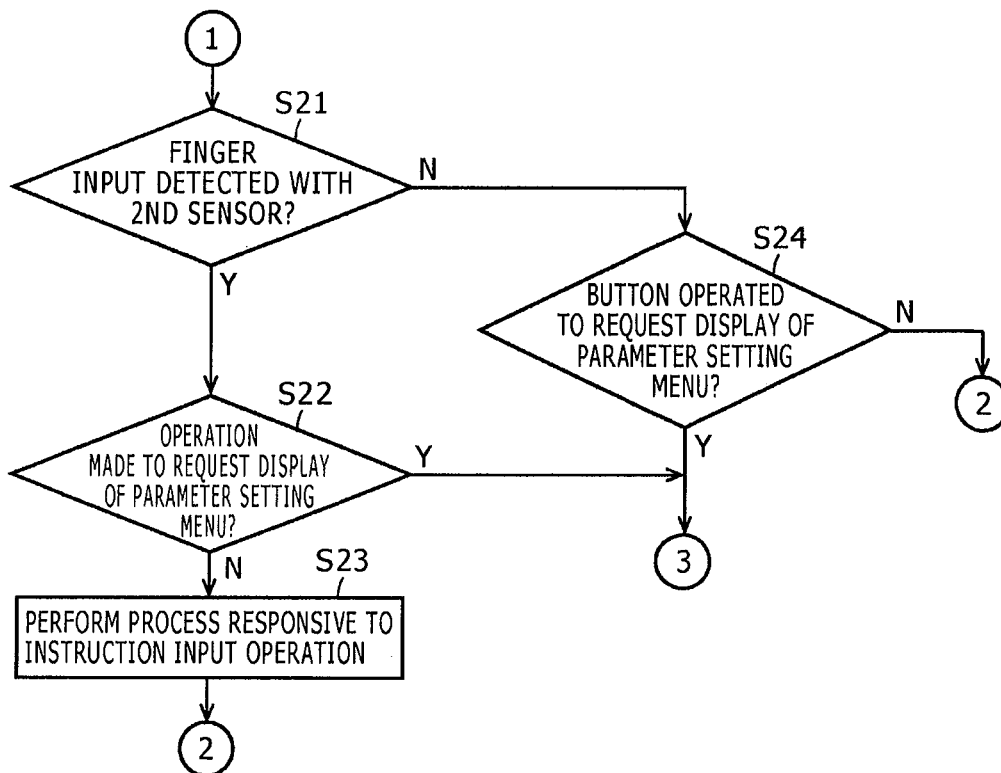 1
S21
FINGER
INPUT DETECTED WITH
2ND SENSOR?
N
Y
S24
BUTTON OPERATED
TO REQUEST DISPLAY OF
PARAMETER SETTING
MENU?
N
2
Y
S22
OPERATION
MADE TO REQUEST DISPLAY
OF PARAMETER SETTING
MENU?
Y
3
N
S23
PERFORM PROCESS RESPONSIVE TO
INSTRUCTION INPUT OPERATION
2